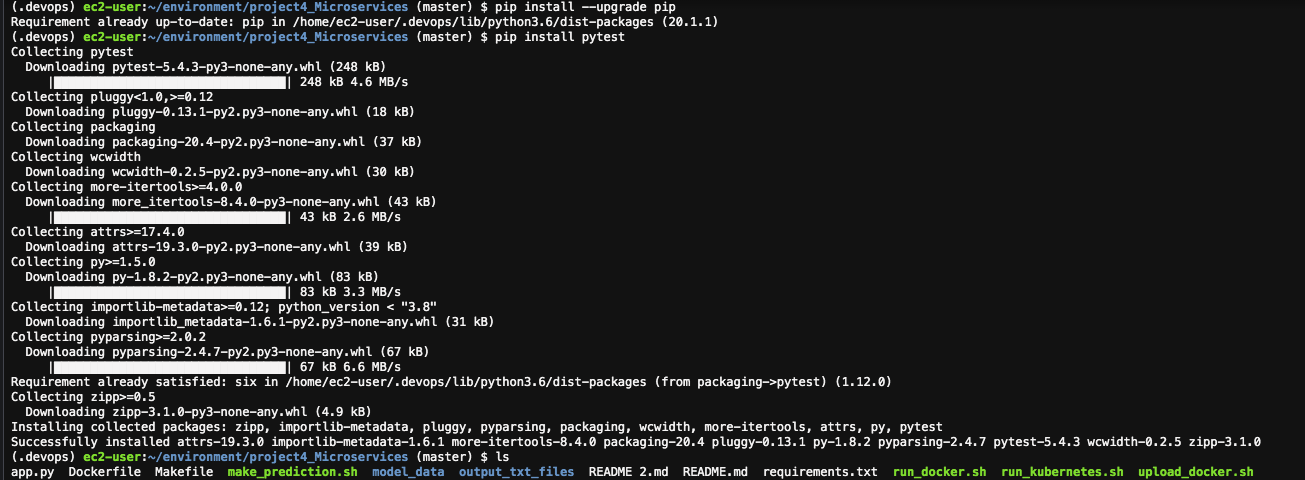 (.devops) ec2-user:~/environment/project4_Microservices (master) $ pip install --upgrade pip
Requirement already up-to-date: pip in /home/ec2-user/.devops/lib/python3.6/dist-packages (20.1.1)
(.devops) ec2-user:~/environment/project4_Microservices (master) $ pip install pytest
Collecting pytest
  Downloading pytest-5.4.3-py3-none-any.whl (248 kB)
     |████████████████████████████████| 248 kB 4.6 MB/s
Collecting pluggy<1.0,>=0.12
  Downloading pluggy-0.13.1-py2.py3-none-any.whl (18 kB)
Collecting packaging
  Downloading packaging-20.4-py2.py3-none-any.whl (37 kB)
Collecting wcwidth
  Downloading wcwidth-0.2.5-py2.py3-none-any.whl (30 kB)
Collecting more-itertools>=4.0.0
  Downloading more_itertools-8.4.0-py3-none-any.whl (43 kB)
     |████████████████████████████████| 43 kB 2.6 MB/s
Collecting attrs>=17.4.0
  Downloading attrs-19.3.0-py2.py3-none-any.whl (39 kB)
Collecting py>=1.5.0
  Downloading py-1.8.2-py2.py3-none-any.whl (83 kB)
     |████████████████████████████████| 83 kB 3.3 MB/s
Collecting importlib-metadata>=0.12; python_version < "3.8"
  Downloading importlib_metadata-1.6.1-py2.py3-none-any.whl (31 kB)
Collecting pyparsing>=2.0.2
  Downloading pyparsing-2.4.7-py2.py3-none-any.whl (67 kB)
     |████████████████████████████████| 67 kB 6.6 MB/s
Requirement already satisfied: six in /home/ec2-user/.devops/lib/python3.6/dist-packages (from packaging->pytest) (1.12.0)
Collecting zipp>=0.5
  Downloading zipp-3.1.0-py3-none-any.whl (4.9 kB)
Installing collected packages: zipp, importlib-metadata, pluggy, pyparsing, packaging, wcwidth, more-itertools, attrs, py, pytest
Successfully installed attrs-19.3.0 importlib-metadata-1.6.1 more-itertools-8.4.0 packaging-20.4 pluggy-0.13.1 py-1.8.2 pyparsing-2.4.7 pytest-5.4.3 wcwidth-0.2.5 zipp-3.1.0
(.devops) ec2-user:~/environment/project4_Microservices (master) $ ls
app.py  Dockerfile  Makefile  make_prediction.sh  model_data  output_txt_files  README 2.md  README.md  requirements.txt  run_docker.sh  run_kubernetes.sh  upload_docker.sh